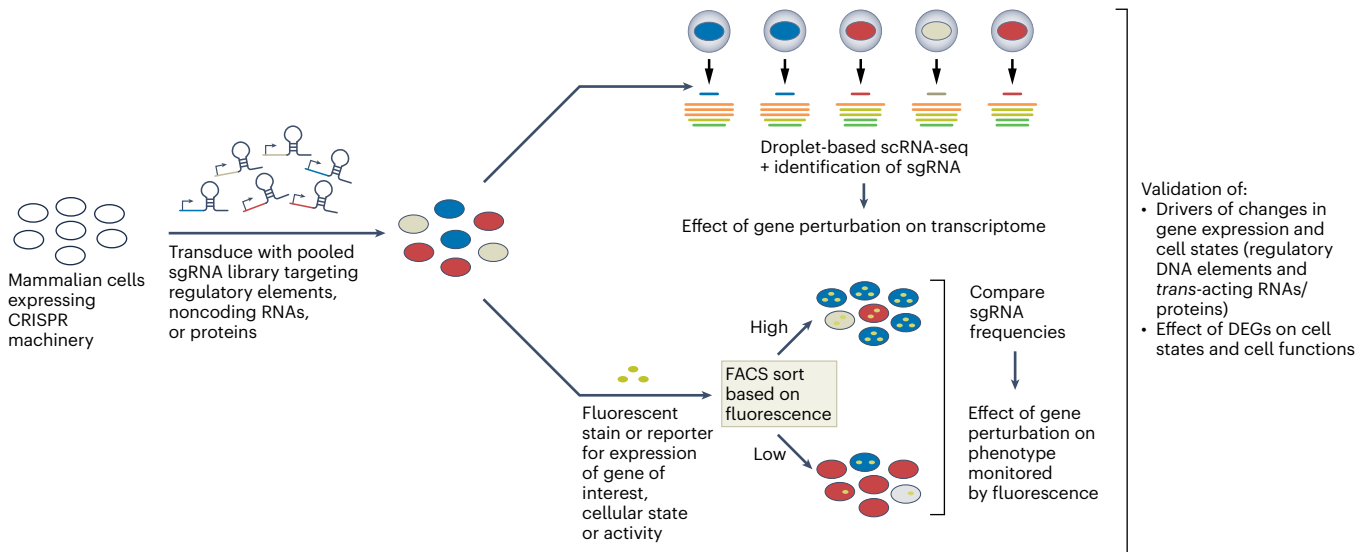 Mammalian cells
expressing
CRISPR
machinery
Transduce with pooled
sgRNA library targeting
regulatory elements,
noncoding RNAs,
or proteins
Droplet-based scRNA-seq
+ identification of sgRNA
Effect of gene perturbation on transcriptome
Fluorescent
stain or reporter
for expression
of gene of
interest,
cellular state
or activity
FACS sort
based on
fluorescence
High
Low
Compare
sgRNA
frequencies
Effect of gene
perturbation on
phenotype
monitored
by fluorescence
Validation of:
• Drivers of changes in
gene expression and
cell states (regulatory
DNA elements and
trans-acting RNAs/
proteins)
• Effect of DEGs on cell
states and cell functions